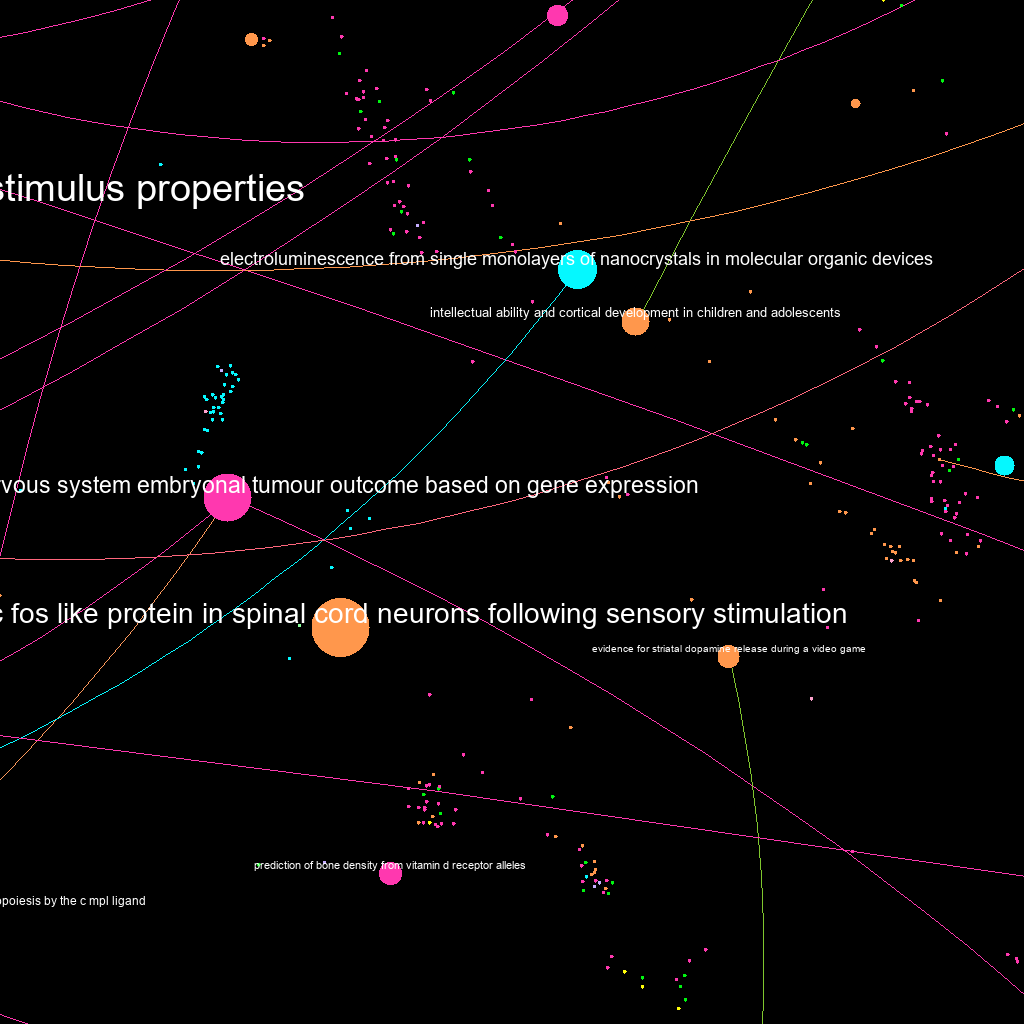 stimulus properties
electroluminescence from single monolayers of nanocrystals in molecular organic devices
intellectual ability and cortical development in children and adolescents
system embryonal tumour outcome based on gene expression
fos like protein in spinal cord neurons following sensory stimulation
evidence for striatal dopamine release during a video game
prediction of bone density from vitamin d receptor alleles
by the c mpl ligand